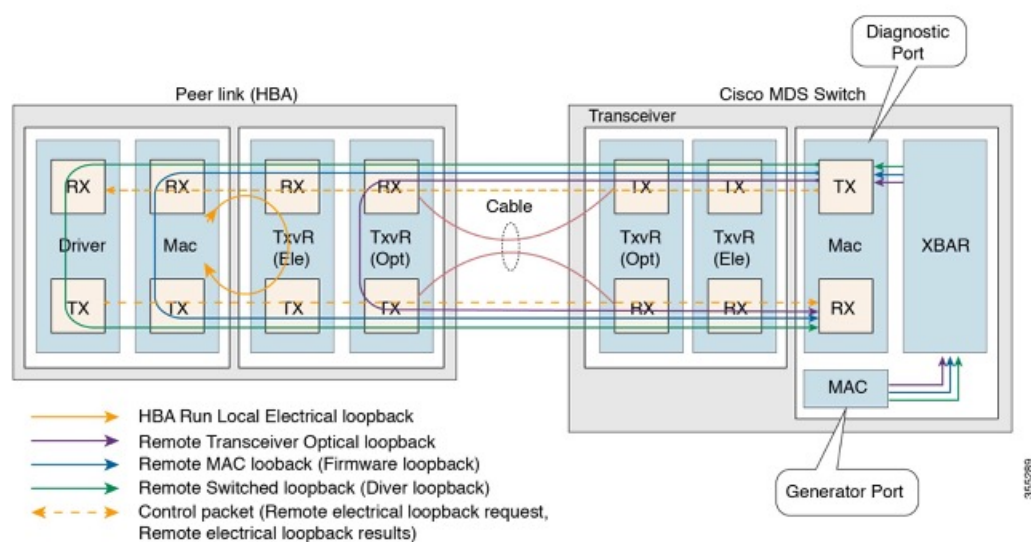 Diagnostic
Port
Peer link (HBA)
Cisco MDS Switch
Transceiver
RX RX RX RX TX TX TX
Cable
Driver Mac TxvR TxvR TxvR TxvR Mac XBAR
(Ele) (Opt) (Opt) (Ele)
TX TX TX TX RX RX RX
MAC
HBA Run Local Electrical loopback
Remote Transceiver Optical loopback
Remote MAC looback (Firmware loopback)
Remote Switched loopback (Diver loopback)
Control packet (Remote electrical loopback request,
Remote electrical loopback results)
Generator Port
355289